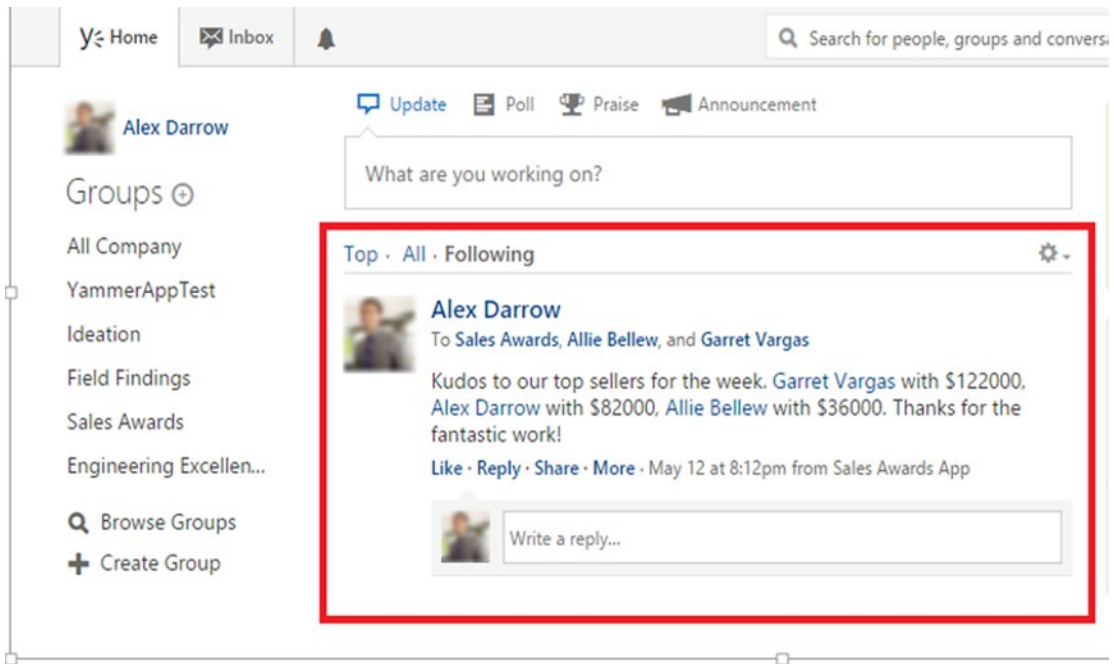 Home Inbox
Search for people, groups and convers
Alex Darrow
Groups
All Company
YammerAppTest
Ideation
Field Findings
Sales Awards
Engineering Excellen...
Browse Groups
Create Group
Update Poll Praise Announcement
What are you working on?
Top · All · Following
Alex Darrow
To Sales Awards, Allie Bellew, and Garret Vargas
Kudos to our top sellers for the week. Garret Vargas with $122000,
Alex Darrow with $82000, Allie Bellew with $36000. Thanks for the
fantastic work!
Like · Reply · Share · More · May 12 at 8:12pm from Sales Awards App
Write a reply...